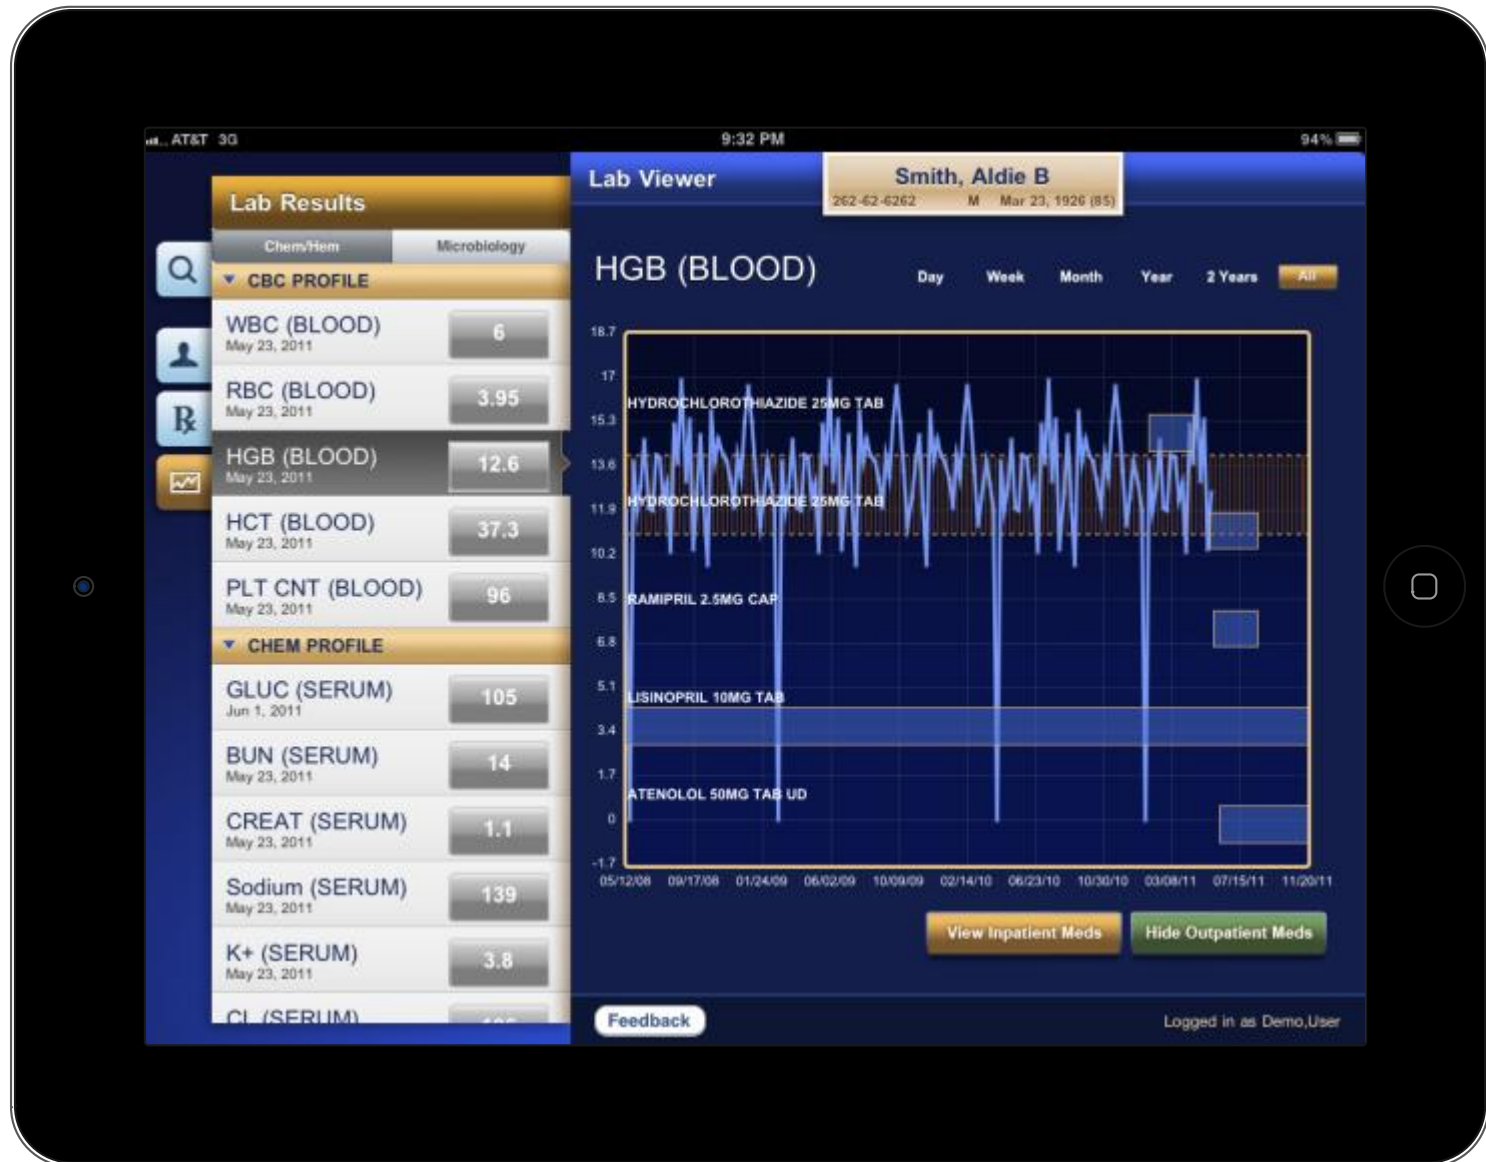 AT&T 3G
9:32 PM
94%
Lab Results
Chem/Hem
Microbiology
CBC PROFILE
WBC (BLOOD)
May 23, 2011
6
RBC (BLOOD)
May 23, 2011
3.95
HGB (BLOOD)
May 23, 2011
12.6
HCT (BLOOD)
May 23, 2011
37.3
PLT CNT (BLOOD)
May 23, 2011
96
CHEM PROFILE
GLUC (SERUM)
Jun 1, 2011
105
BUN (SERUM)
May 23, 2011
14
CREAT (SERUM)
May 23, 2011
1.1
Sodium (SERUM)
May 23, 2011
139
K+ (SERUM)
May 23, 2011
3.8
CL (SERUM)
Rx
Lab Viewer
Smith, Aldie B
262-62-6262 M Mar 23, 1926 (85)
HGB (BLOOD)
Day Week Month Year 2 Years All
18.7
17
HYDROCHLOROTHIAZIDE 25MG TAB
15.3
13.6
HYDROCHLOROTHIAZIDE 25MG TAB
11.9
10.2
8.5
RAMIPRIL 2.5MG CAP
6.8
5.1
LISINOPRIL 10MG TAB
3.4
1.7
ATENOLOL 50MG TAB UD
0
-1.7
05/12/08 09/17/08 01/24/09 06/02/09 10/09/09 02/14/10 06/23/10 10/30/10 03/08/11 07/15/11 11/20/11
View Inpatient Meds
Hide Outpatient Meds
Feedback
Logged in as Demo,User